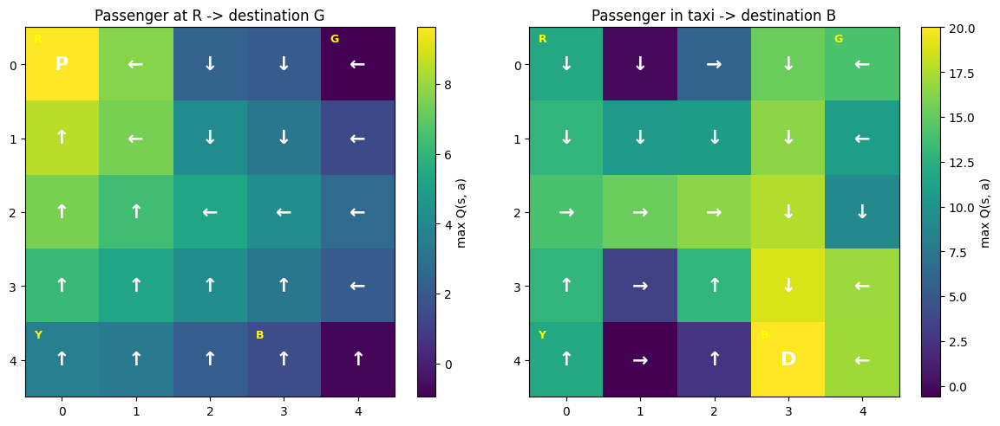 Passenger at R -> destination G
R G
0 P ← ↓ ↓ ←
1 ↑ ← ↓ ↓ ←
2 ↑ ↑ ← ← ←
3 ↑ ↑ ↑ ↑ ←
Y B
4 ↑ ↑ ↑ ↑ ↑
0 1 2 3 4
8
6
4
2
0
max Q(s, a)
Passenger in taxi -> destination B
R G
0 ↓ ↓ → ↓ ←
1 ↓ ↓ ↓ ↓ ←
2 → → → ↓ ↓
3 ↑ → ↑ ↓ ←
Y B
4 ↑ → ↑ D ←
0 1 2 3 4
20.0
17.5
15.0
12.5
10.0
7.5
5.0
2.5
0.0
max Q(s, a)